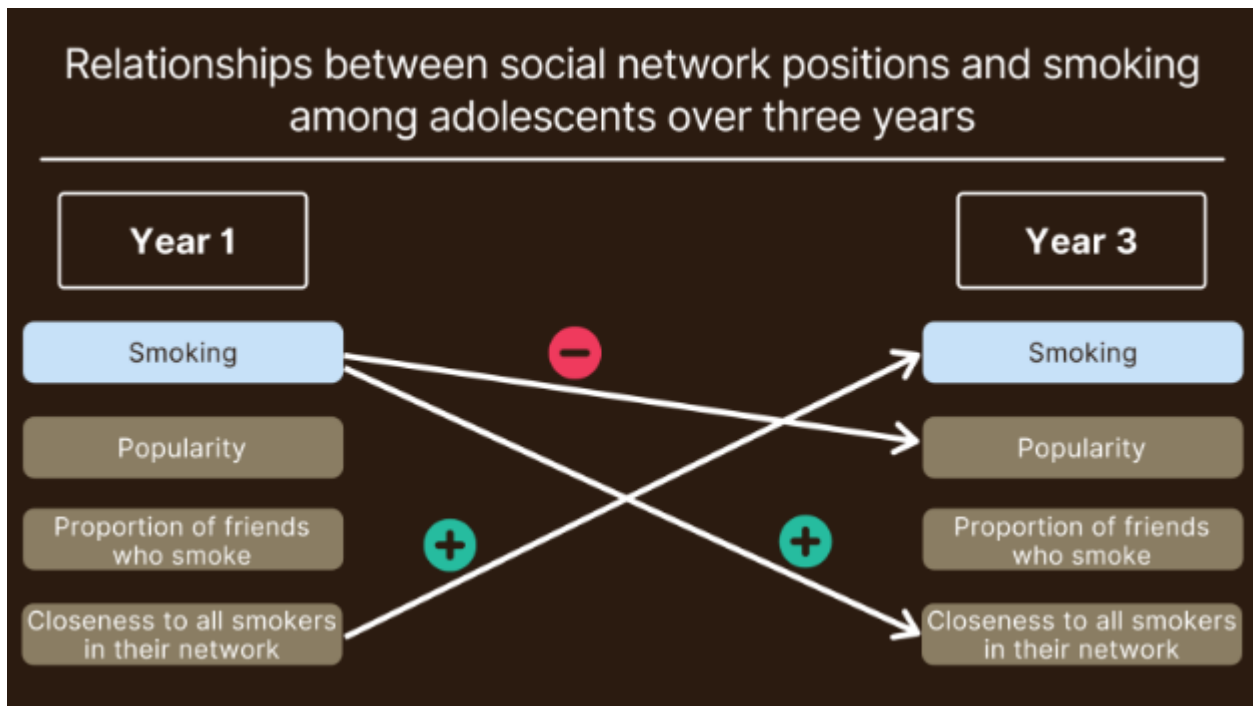 Relationships between social network positions and smoking
among adolescents over three years
Year 1
Year 3
Smoking
Smoking
Popularity
Popularity
Proportion of friends
who smoke
Proportion of friends
who smoke
Closeness to all smokers
in their network
Closeness to all smokers
in their network